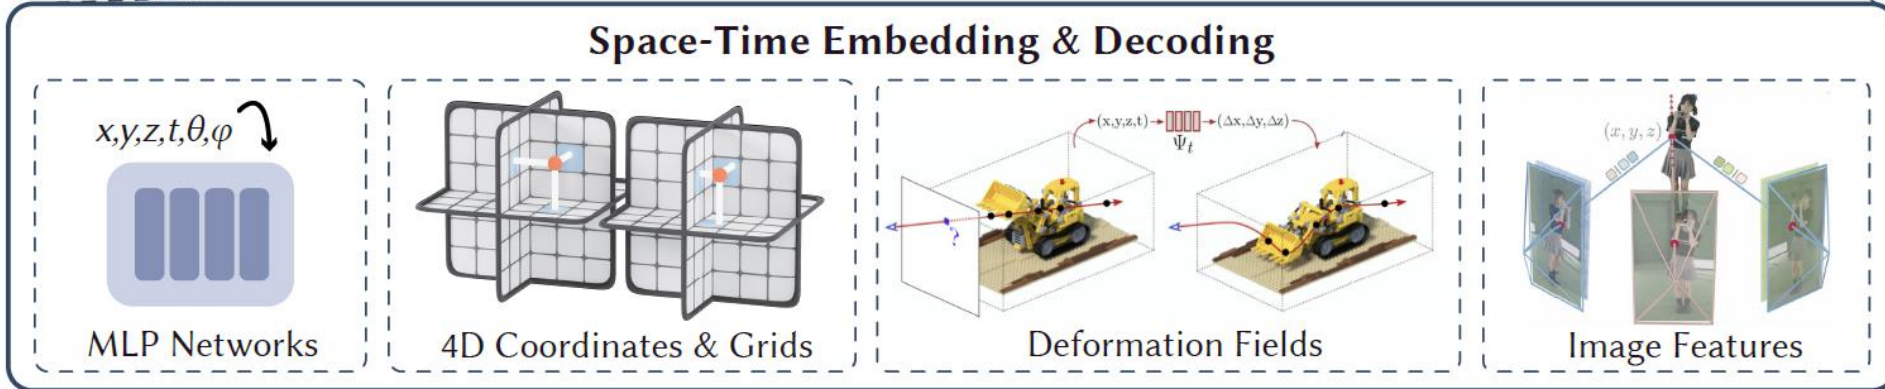 Space-Time Embedding & Decoding
x,y,z,t,θ,φ
MLP Networks
4D Coordinates & Grids
(x,y,z,t)
(Δx,Δy,Δz)
Ψt
?
Deformation Fields
(x, y, z)
Image Features